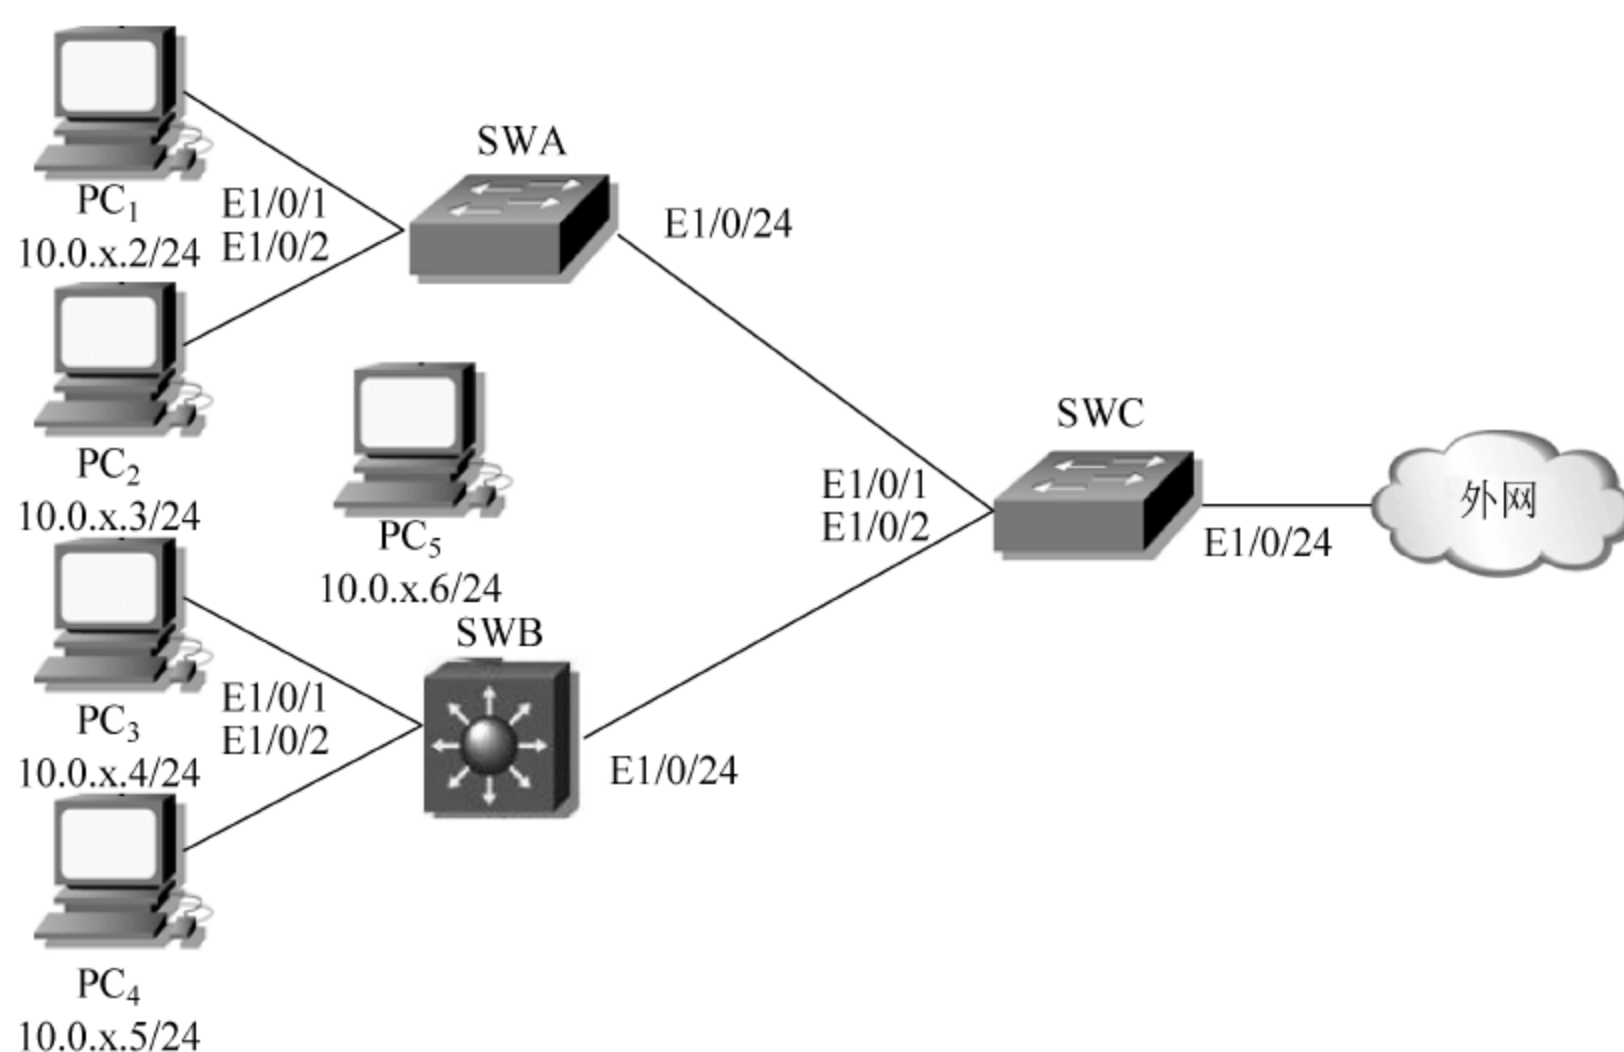 SWA
PC1
E1/0/1
E1/0/24
10.0.x.2/24
E1/0/2
PC2
10.0.x.3/24
PC5
10.0.x.6/24
SWC
E1/0/1
E1/0/2
E1/0/24
外网
SWB
PC3
E1/0/1
10.0.x.4/24
E1/0/2
E1/0/24
PC4
10.0.x.5/24